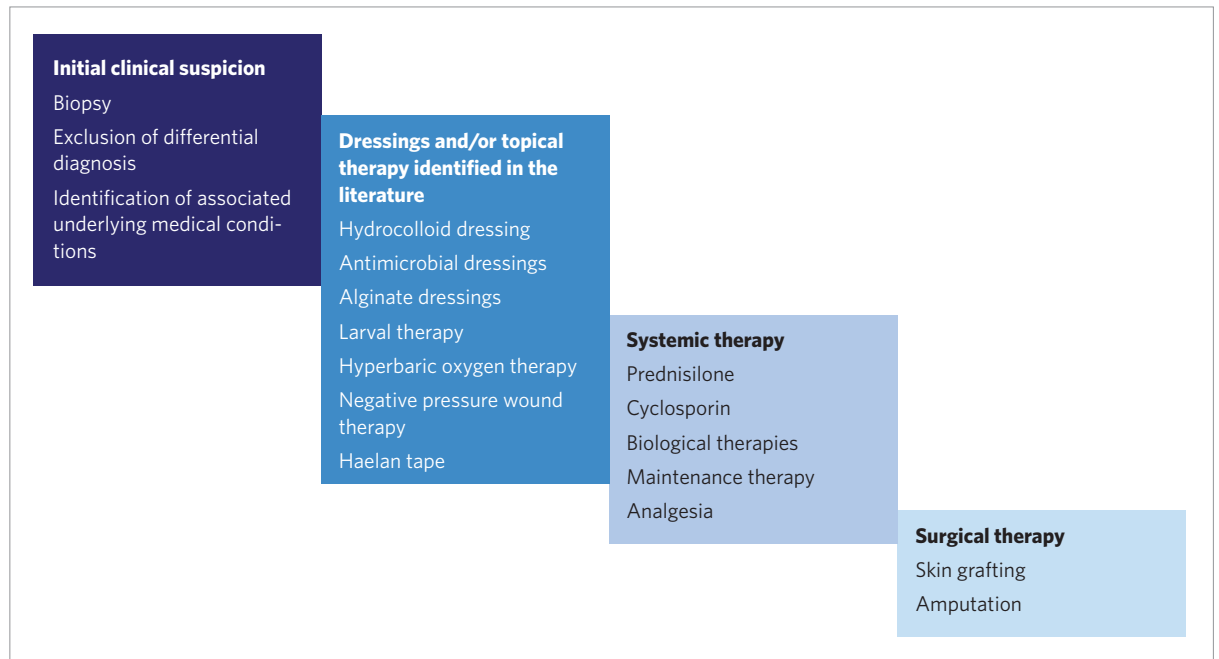 Initial clinical suspicion
Biopsy
Exclusion of differential
diagnosis
Identification of associated
underlying medical condi-
tions
Dressings and/or topical
therapy identified in the
literature
Hydrocolloid dressing
Antimicrobial dressings
Alginate dressings
Larval therapy
Hyperbaric oxygen therapy
Negative pressure wound
therapy
Haelan tape
Systemic therapy
Prednisilone
Cyclosporin
Biological therapies
Maintenance therapy
Analgesia
Surgical therapy
Skin grafting
Amputation